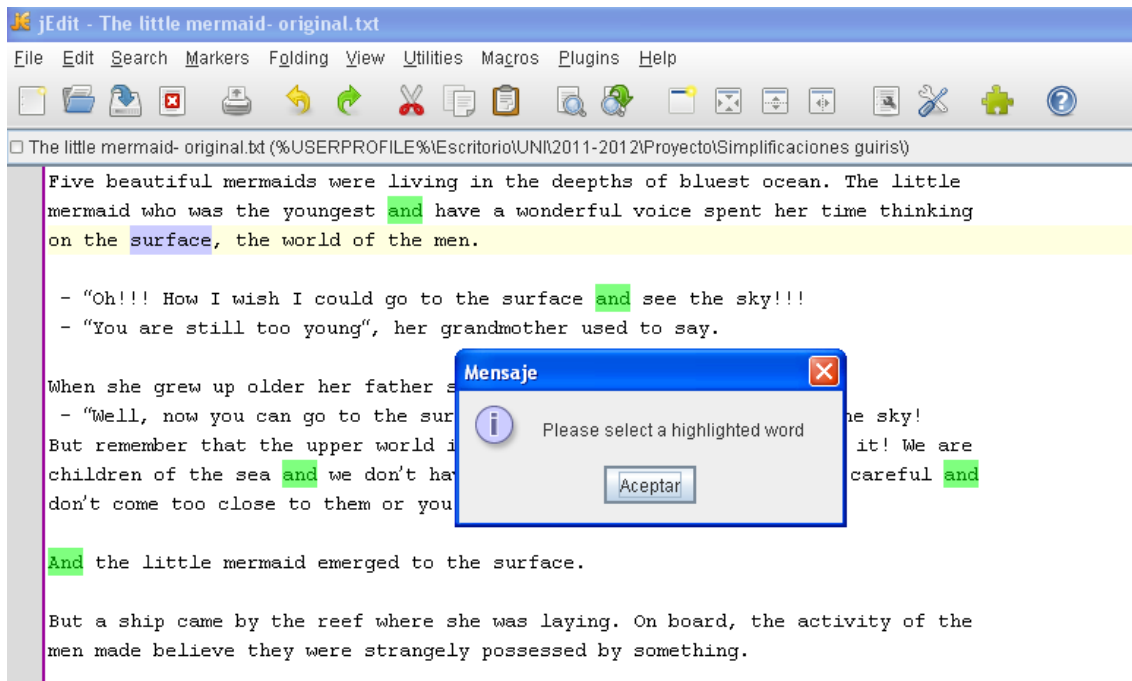 jEdit - The little mermaid- original.txt
File Edit Search Markers Folding View Utilities Macros Plugins Help
The little mermaid- original.txt (%USERPROFILE%\Escritorio\UNI\2011-2012\Proyecto\Simplificaciones guiris\)
Five beautiful mermaids were living in the deepths of bluest ocean. The little
mermaid who was the youngest and have a wonderful voice spent her time thinking
on the surface, the world of the men.
- “Oh!!! How I wish I could go to the surface and see the sky!!!
- “You are still too young“, her grandmother used to say.
When she grew up older her father s
- “Well, now you can go to the sur he sky!
But remember that the upper world i it! We are
children of the sea and we don't ha careful and
don't come too close to them or you
Mensaje
Please select a highlighted word
Aceptar
And the little mermaid emerged to the surface.
But a ship came by the reef where she was laying. On board, the activity of the
men made believe they were strangely possessed by something.